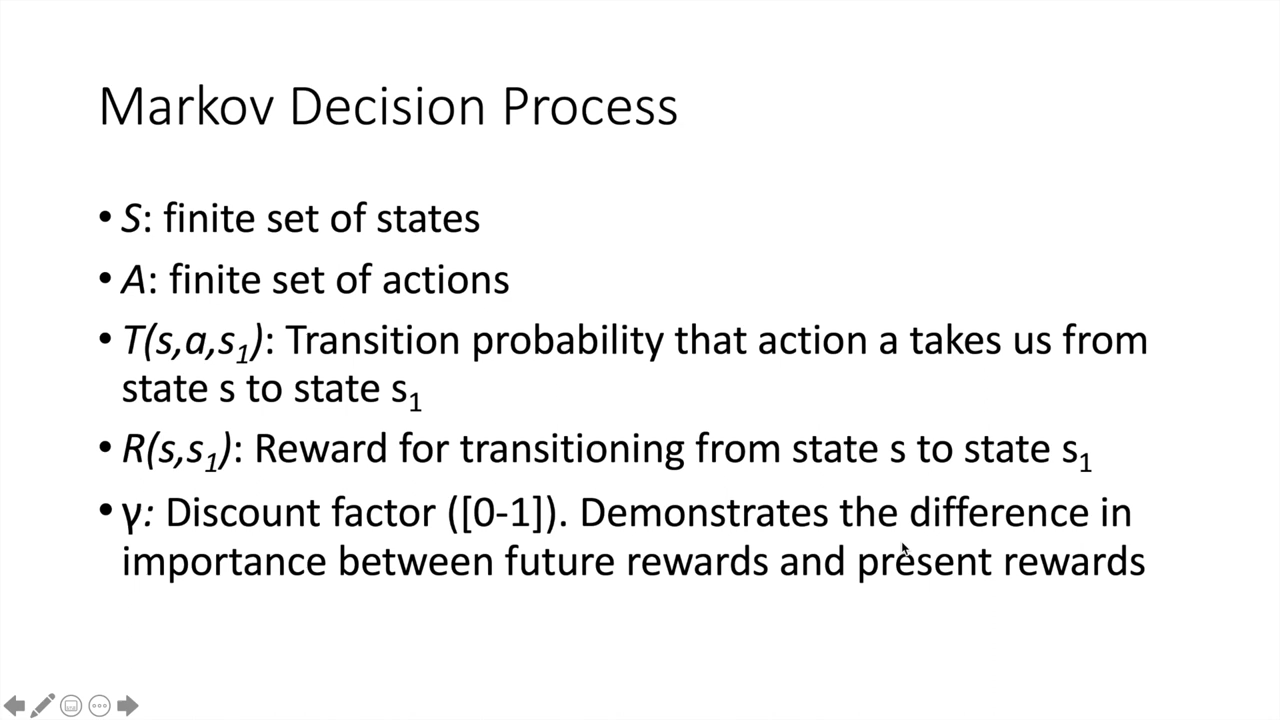 Markov Decision Process
• S: finite set of states
• A: finite set of actions
• T(s,a,s₁): Transition probability that action a takes us from
state s to state s₁
• R(s,s₁): Reward for transitioning from state s to state s₁
• γ: Discount factor ([0-1]). Demonstrates the difference in
importance between future rewards and present rewards